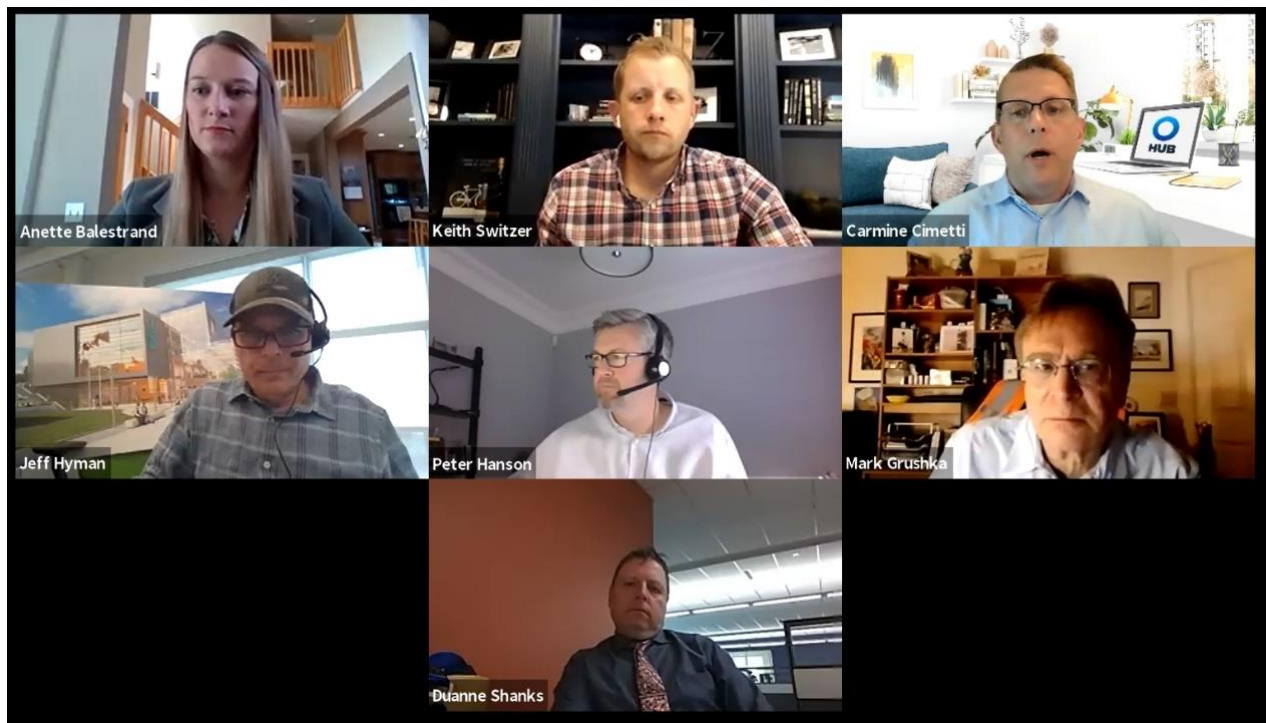 Anette Balestrand
Keith Switzer
Carmine Cimetti
HUB
Jeff Hyman
Peter Hanson
Mark Grushka
Duanne Shanks